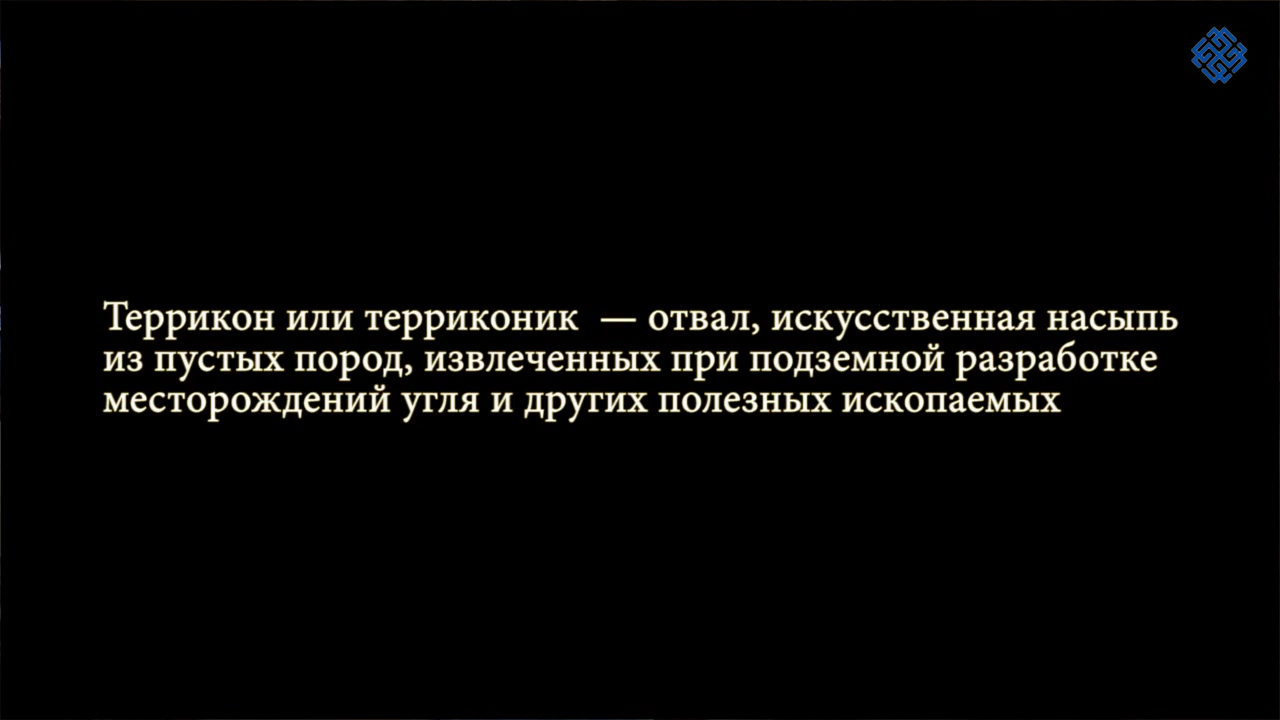 Террикон или терриконик — отвал, искусственная насыпь
из пустых пород, извлеченных при подземной разработке
месторождений угля и других полезных ископаемых